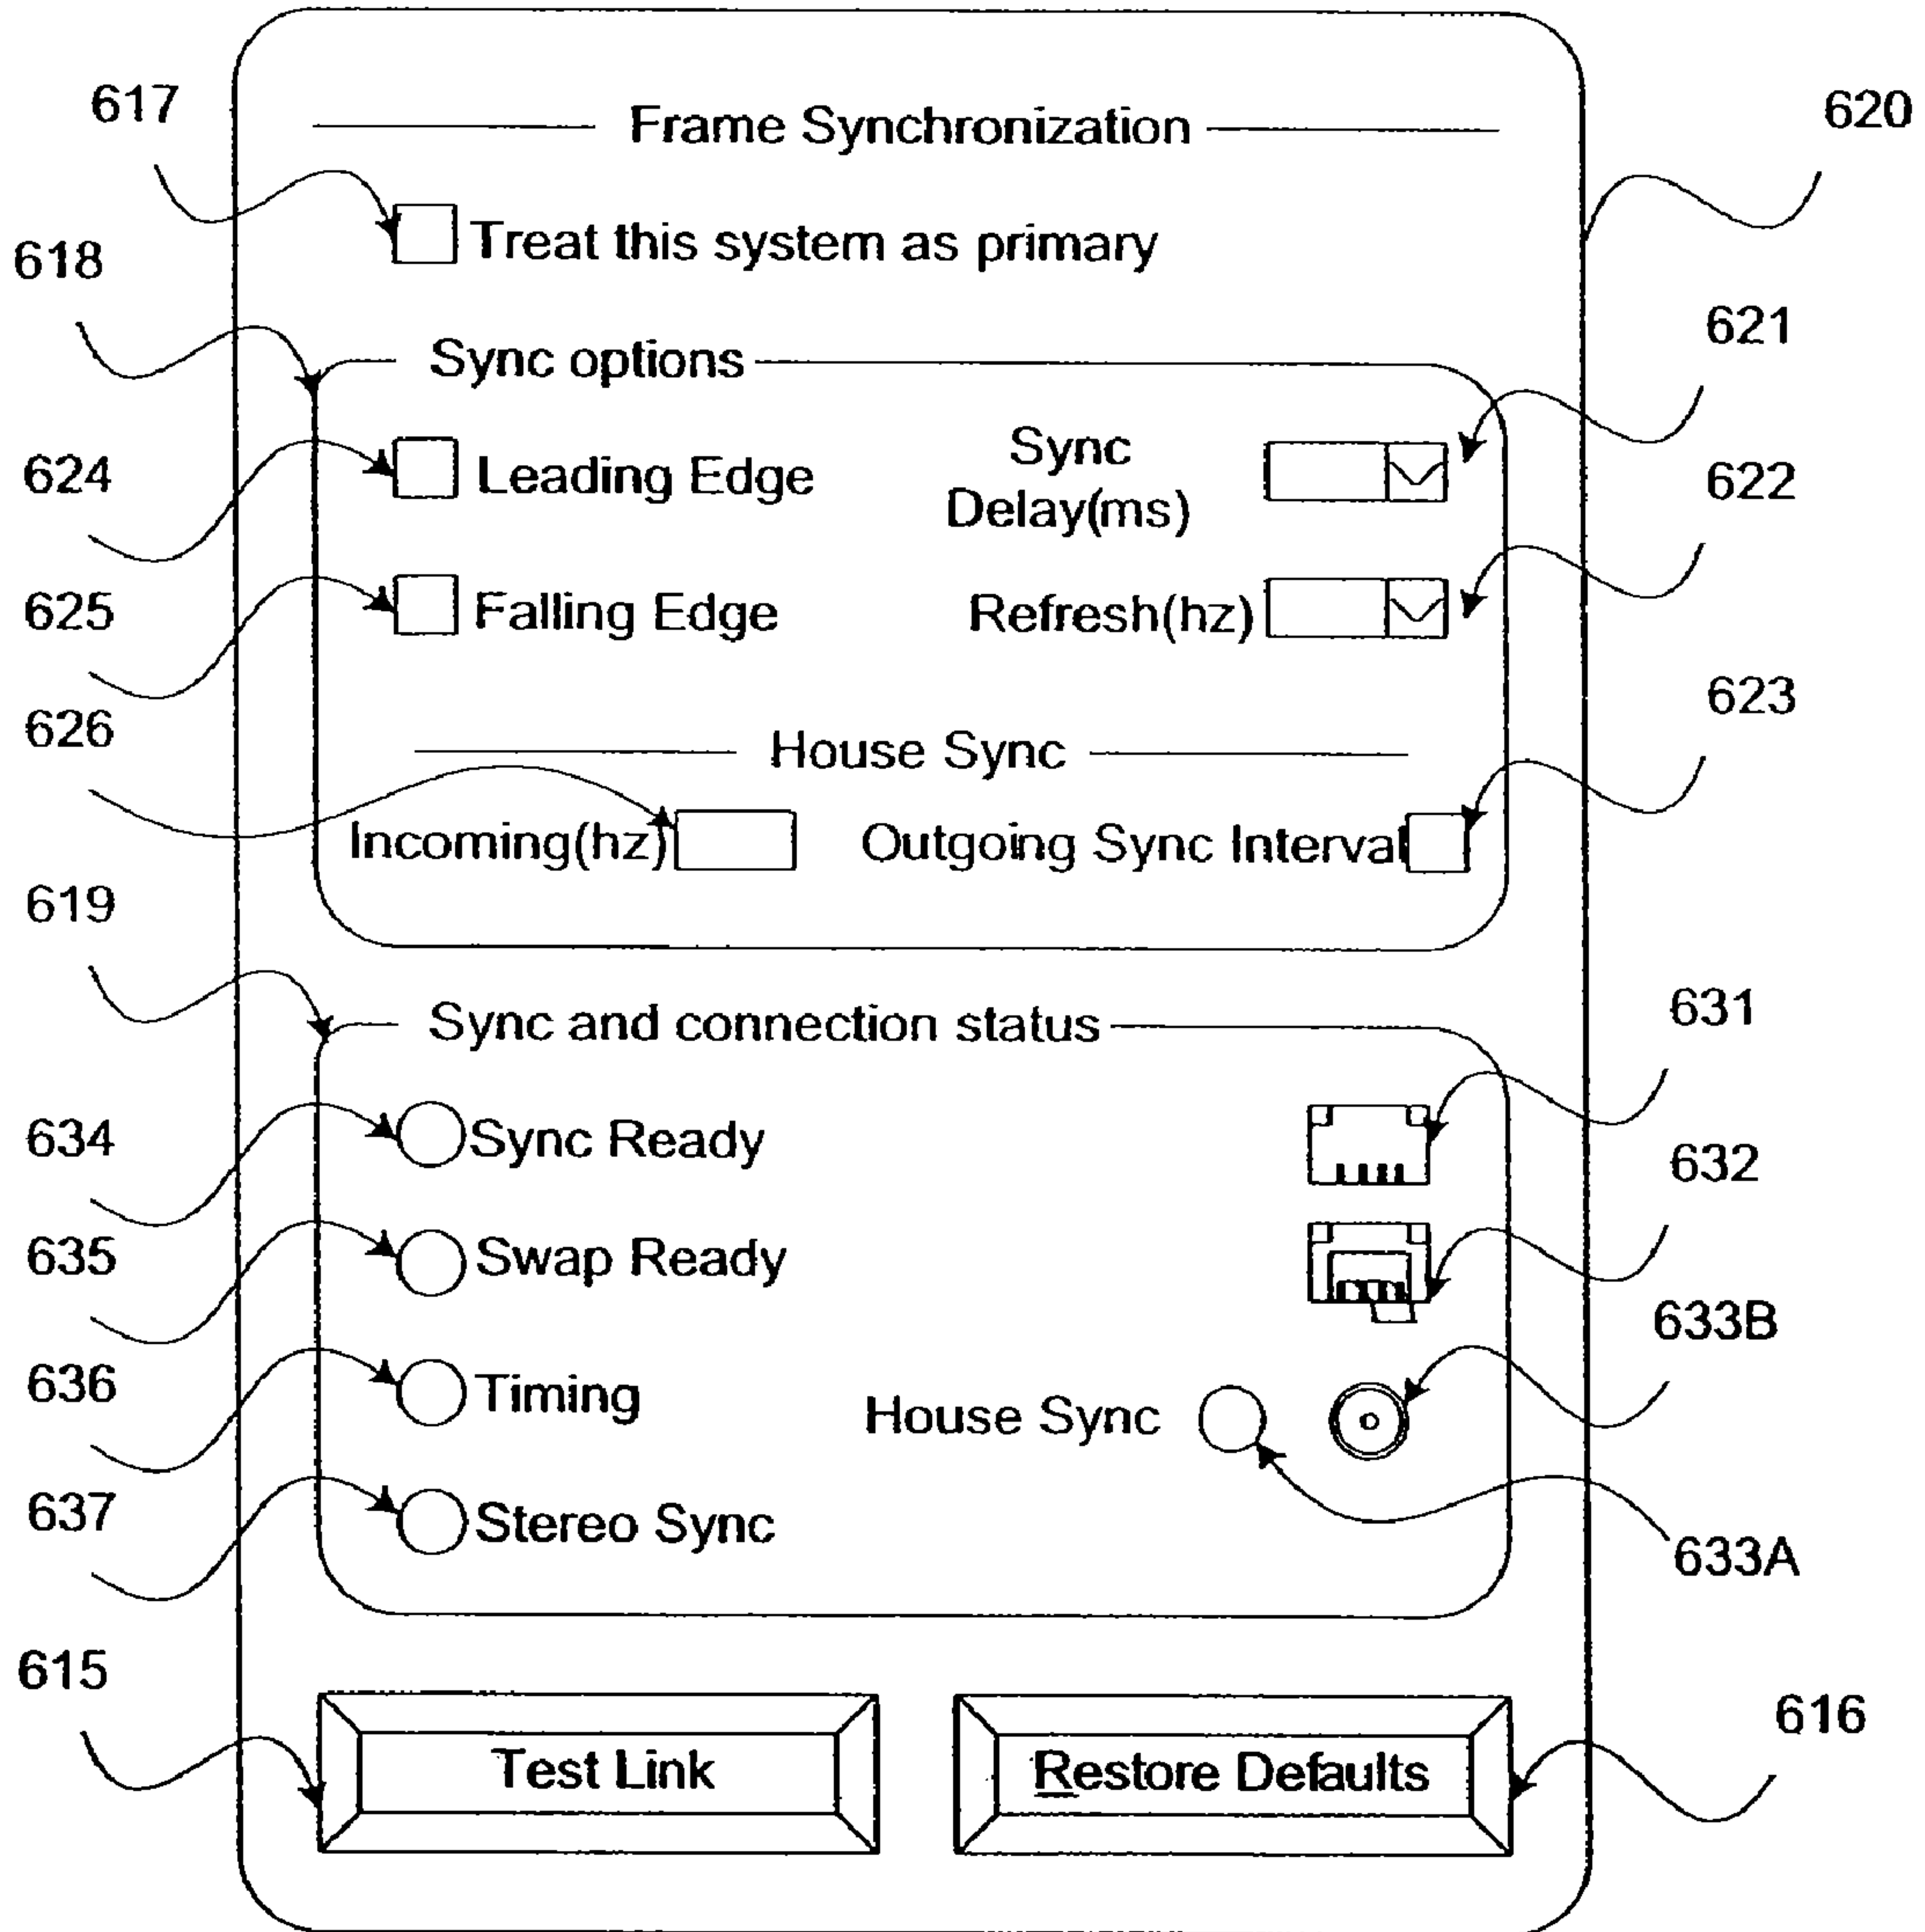 617
Frame Synchronization
620
Treat this system as primary
618
621
Sync options
624
Leading Edge
Sync
Delay(ms)
622
625
Falling Edge
Refresh(hz)
626
House Sync
623
Incoming(hz)
Outgoing Sync Interval
619
Sync and connection status
631
634
Sync Ready
632
635
Swap Ready
633B
636
Timing
House Sync
637
Stereo Sync
633A
615
Test Link
Restore Defaults
616